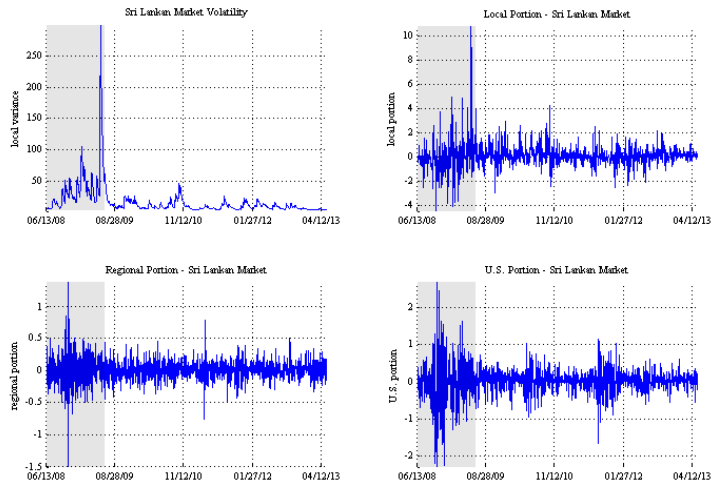 Sri Lankan Market Volatility
local variance
250
200
150
100
50
06/13/08 08/28/09 11/12/10 01/27/12 04/12/13
Local Portion - Sri Lankan Market
local portion
10
8
6
4
2
0
-2
-4
06/13/08 08/28/09 11/12/10 01/27/12 04/12/13
Regional Portion - Sri Lankan Market
regional portion
1
0.5
0
-0.5
-1
-1.5
06/13/08 08/28/09 11/12/10 01/27/12 04/12/13
U.S. Portion - Sri Lankan Market
U.S. portion
2
1
0
-1
-2
06/13/08 08/28/09 11/12/10 01/27/12 04/12/13